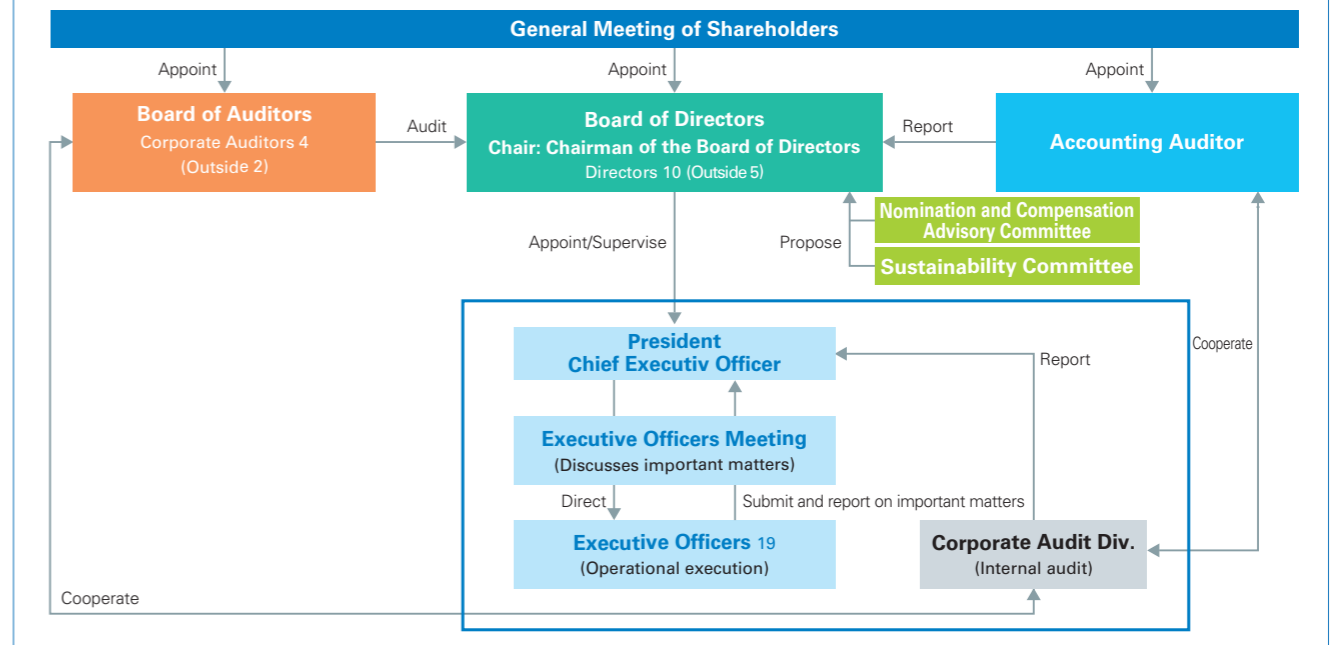 General Meeting of Shareholders
Appoint
Appoint
Appoint
Board of Auditors
Corporate Auditors 4
(Outside 2)
Audit
Board of Directors
Chair: Chairman of the Board of Directors
Directors 10 (Outside 5)
Report
Accounting Auditor
Nomination and Compensation
Advisory Committee
Appoint/Supervise
Propose
Sustainability Committee
President
Chief Executiv Officer
Report
Cooperate
Executive Officers Meeting
(Discusses important matters)
Direct
Submit and report on important matters
Executive Officers 19
(Operational execution)
Corporate Audit Div.
(Internal audit)
Cooperate